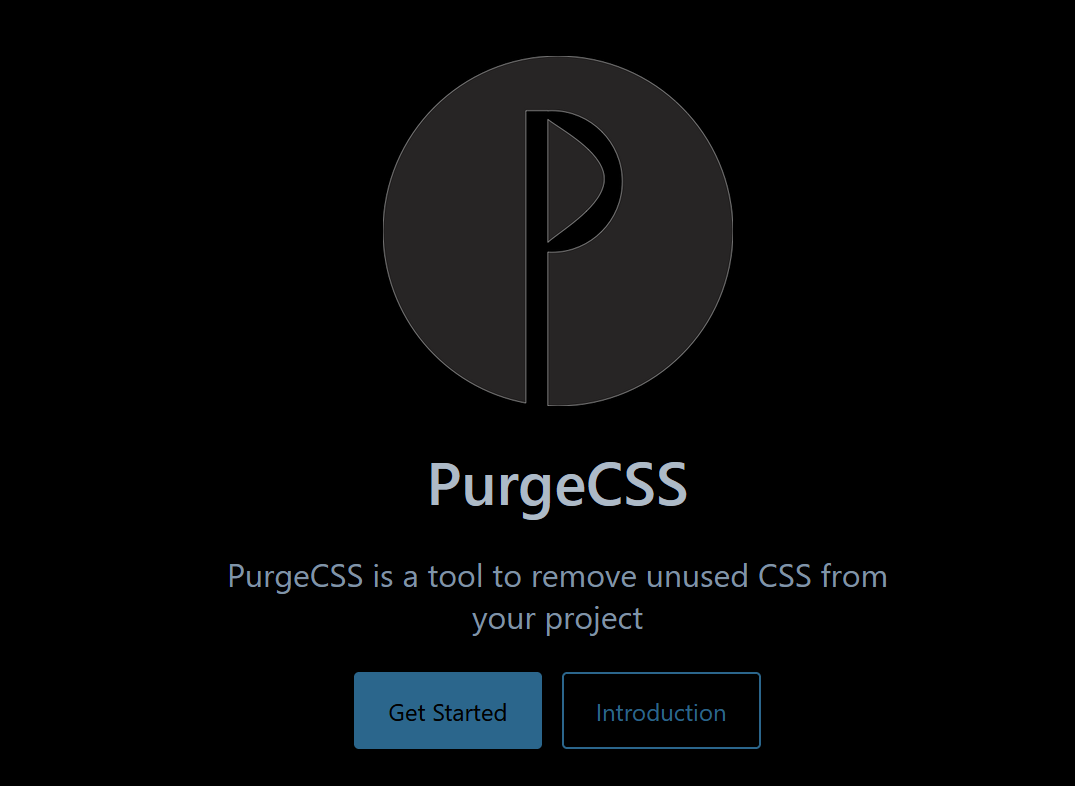 PurgeCSS
PurgeCSS is a tool to remove unused CSS from
your project
Get Started
Introduction